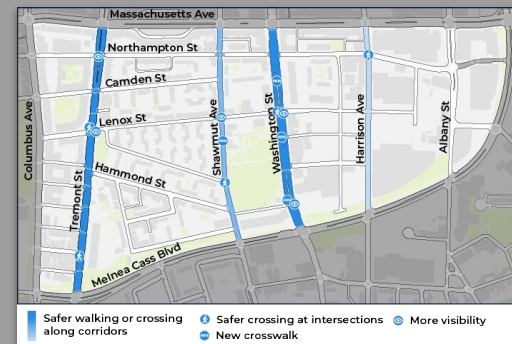 Massachusetts Ave
Northampton St
Camden St
Lenox St
Hammond St
Columbus Ave
Tremont St
Shawmut Ave
Washington St
Harrison Ave
Albany St
Melnea Cass Blvd
Safer walking or crossing
along corridors
Safer crossing at intersections
More visibility
New crosswalk